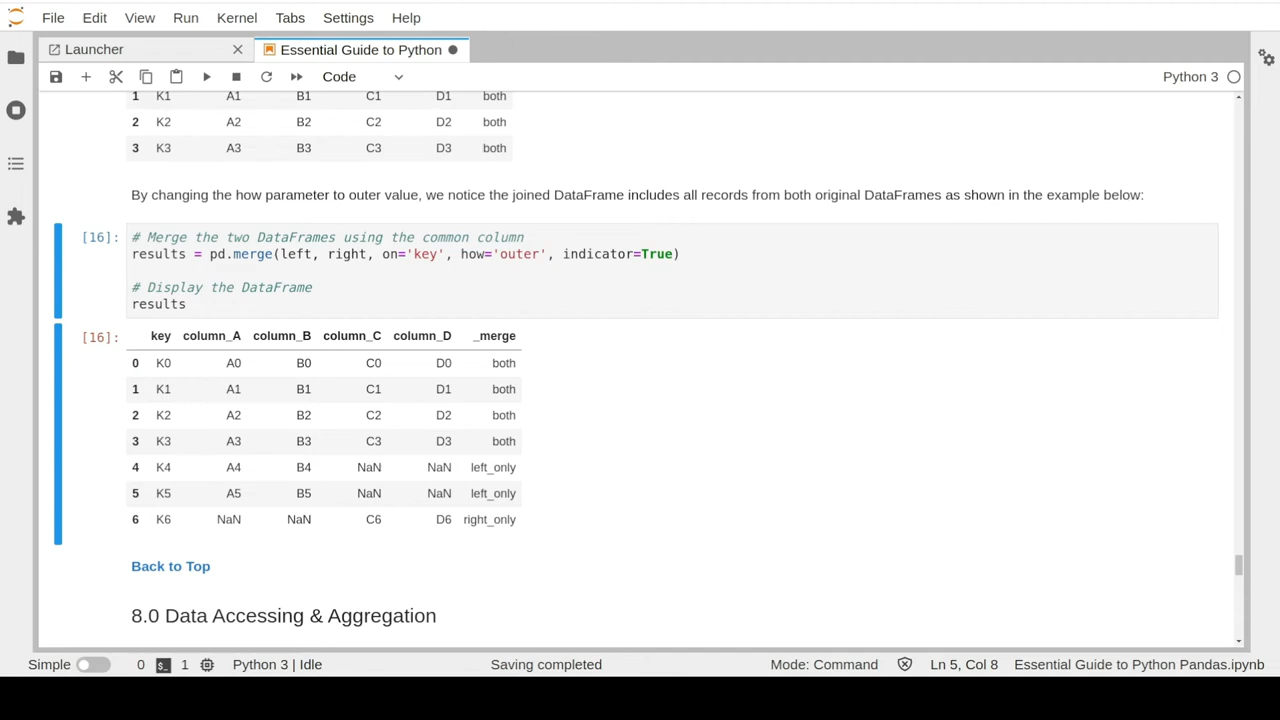 File Edit View Run Kernel Tabs Settings Help
Launcher
Essential Guide to Python
Code
Python 3
1 K1 A1 B1 C1 D1 both
2 K2 A2 B2 C2 D2 both
3 K3 A3 B3 C3 D3 both
By changing the how parameter to outer value, we notice the joined DataFrame includes all records from both original DataFrames as shown in the example below:
[16]:
# Merge the two DataFrames using the common column
results = pd.merge(left, right, on='key', how='outer', indicator=True)
# Display the DataFrame
results
[16]:
key column_A column_B column_C column_D _merge
0 K0 A0 B0 C0 D0 both
1 K1 A1 B1 C1 D1 both
2 K2 A2 B2 C2 D2 both
3 K3 A3 B3 C3 D3 both
4 K4 A4 B4 NaN NaN left_only
5 K5 A5 B5 NaN NaN left_only
6 K6 NaN NaN C6 D6 right_only
Back to Top
8.0 Data Accessing & Aggregation
Simple 0 $_ 1 Python 3 | Idle Saving completed Mode: Command Ln 5, Col 8 Essential Guide to Python Pandas.ipynb